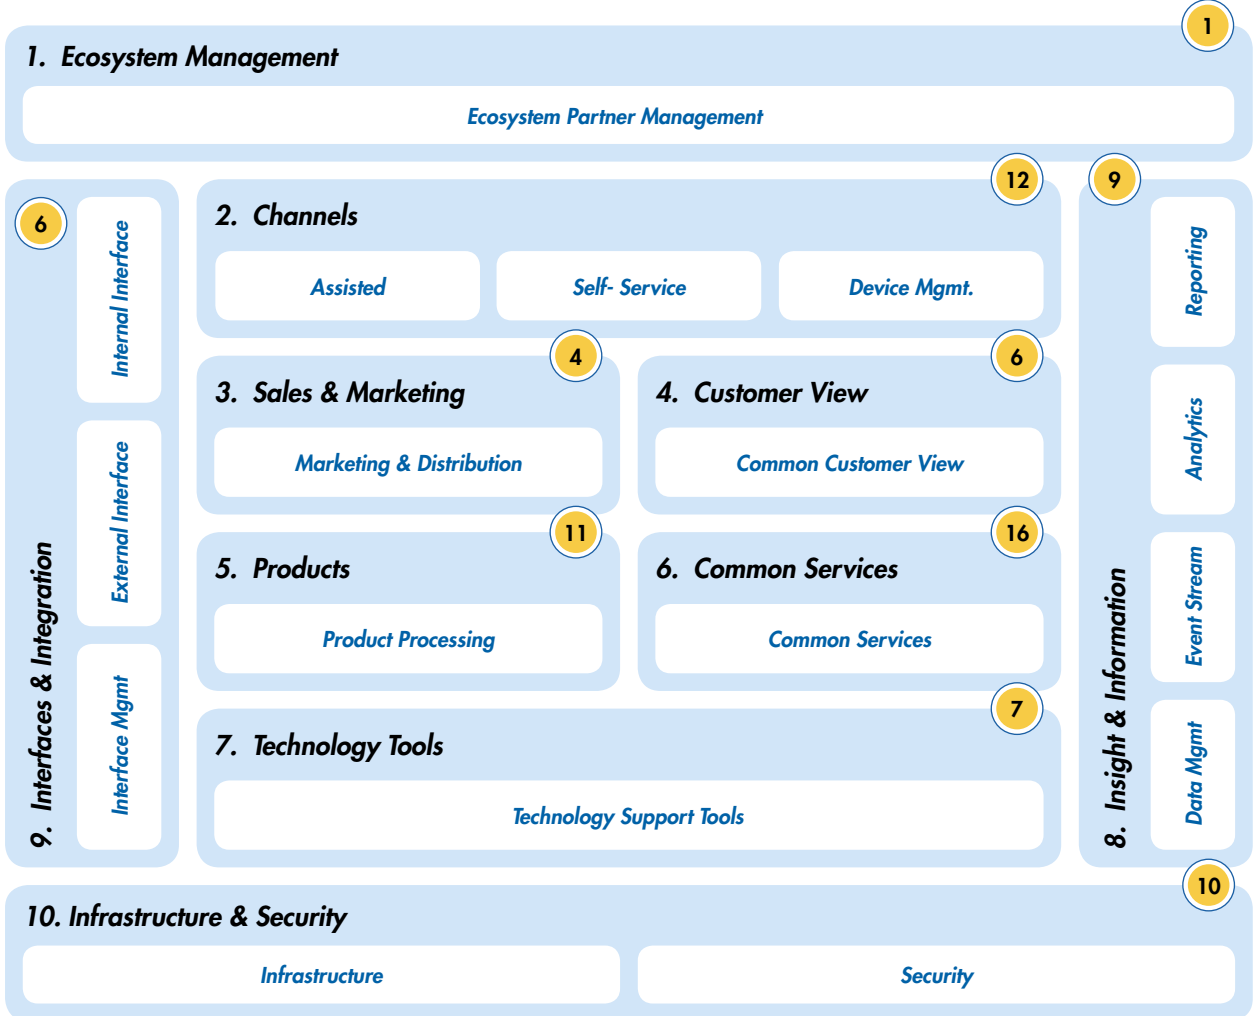 1
1. Ecosystem Management
Ecosystem Partner Management
6
Internal Interface
External Interface
Interface Mgmt
9. Interfaces & Integration
12
2. Channels
Assisted
Self- Service
Device Mgmt.
4
3. Sales & Marketing
Marketing & Distribution
6
4. Customer View
Common Customer View
11
5. Products
Product Processing
16
6. Common Services
Common Services
7
7. Technology Tools
Technology Support Tools
9
Reporting
Analytics
Event Stream
Data Mgmt
8. Insight & Information
10
10. Infrastructure & Security
Infrastructure
Security